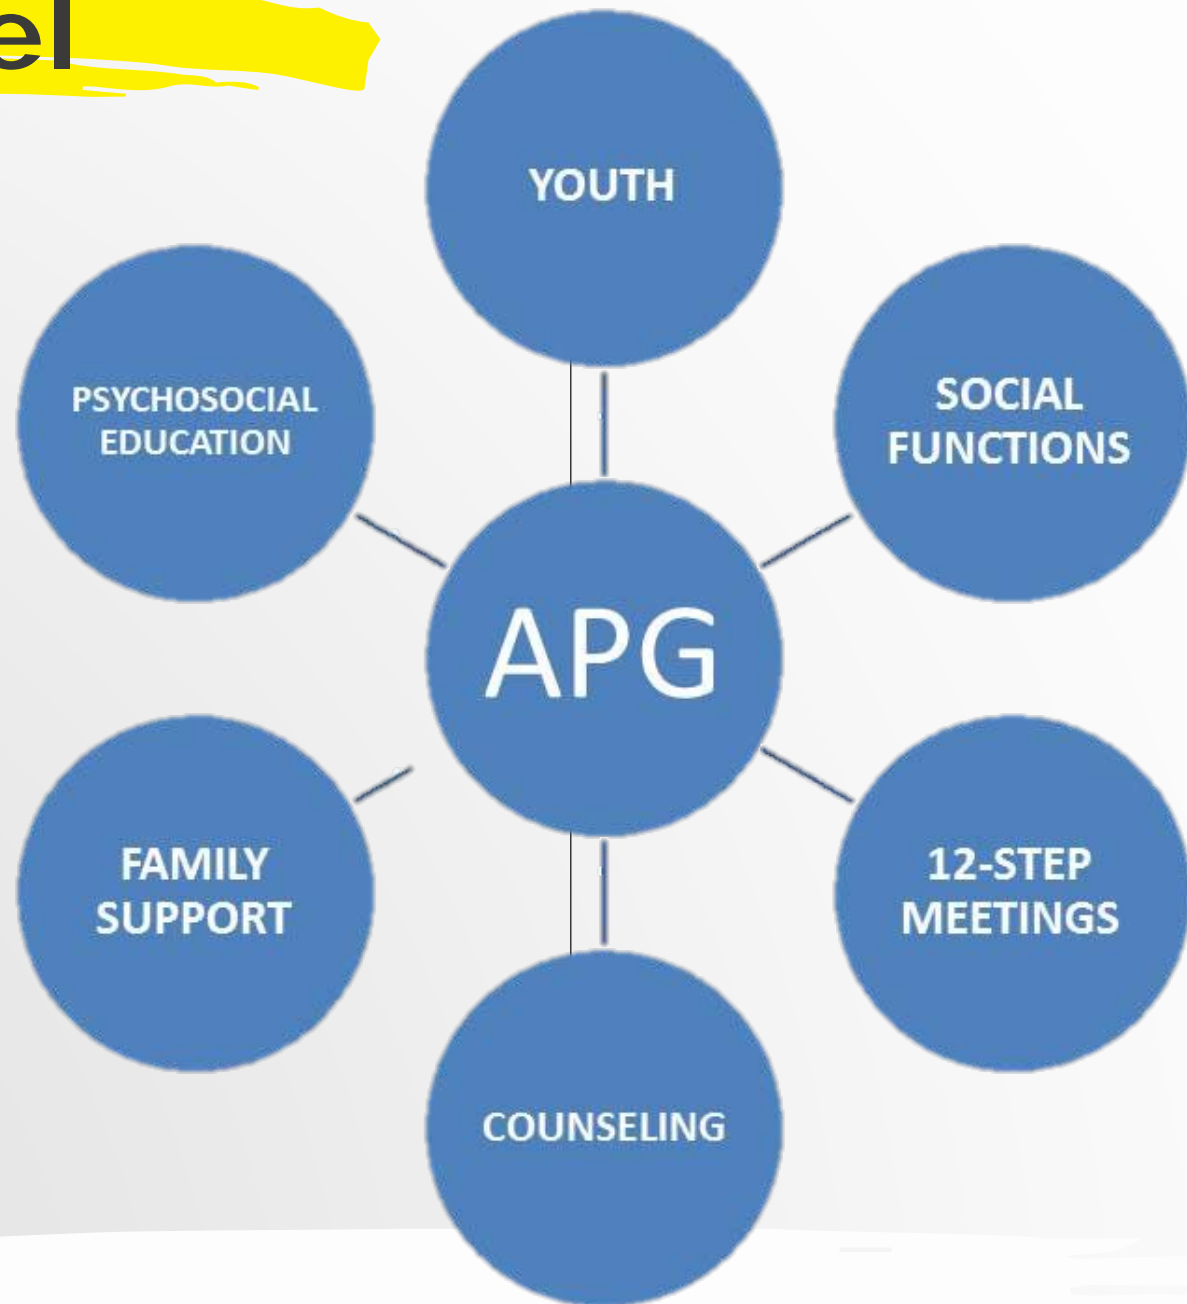 el
YOUTH
PSYCHOSOCIAL
EDUCATION
SOCIAL
FUNCTIONS
APG
FAMILY
SUPPORT
12-STEP
MEETINGS
COUNSELING